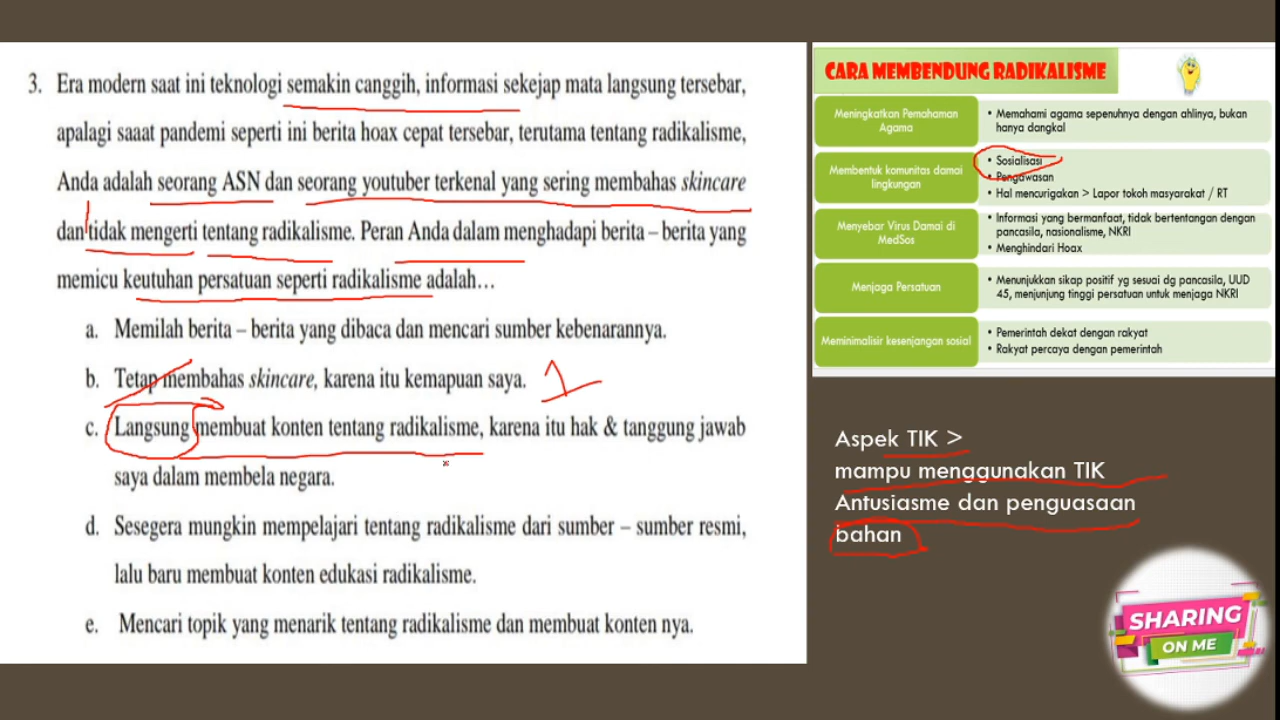 3. Era modern saat ini teknologi semakin canggih, informasi sekejap mata langsung tersebar,
apalagi saaat pandemi seperti ini berita hoax cepat tersebar, terutama tentang radikalisme,
Anda adalah seorang ASN dan seorang youtuber terkenal yang sering membahas skincare
dan tidak mengerti tentang radikalisme. Peran Anda dalam menghadapi berita – berita yang
memicu keutuhan persatuan seperti radikalisme adalah…
a. Memilah berita – berita yang dibaca dan mencari sumber kebenarannya.
b. Tetap membahas skincare, karena itu kemapuan saya.
1
c. Langsung membuat konten tentang radikalisme, karena itu hak & tanggung jawab
saya dalam membela negara.
d. Sesegera mungkin mempelajari tentang radikalisme dari sumber – sumber resmi,
lalu baru membuat konten edukasi radikalisme.
e. Mencari topik yang menarik tentang radikalisme dan membuat konten nya.
CARA MEMBENDUNG RADIKALISME
Meningkatkan Pemahaman
Agama
• Memahami agama sepenuhnya dengan ahlinya, bukan
hanya dangkal
Membentuk komunitas damai
lingkungan
• Sosialisasi
• Pengawasan
• Hal mencurigakan > Lapor tokoh masyarakat / RT
Menyebar Virus Damai di
MedSos
• Informasi yang bermanfaat, tidak bertentangan dengan
pancasila, nasionalisme, NKRI
• Menghindari Hoax
Menjaga Persatuan
• Menunjukkan sikap positif yg sesuai dg pancasila, UUD
45, menjunjung tinggi persatuan untuk menjaga NKRI
Meminimalisir kesenjangan sosial
• Pemerintah dekat dengan rakyat
• Rakyat percaya dengan pemerintah
Aspek TIK >
mampu menggunakan TIK
Antusiasme dan penguasaan
bahan
SHARING
ON ME